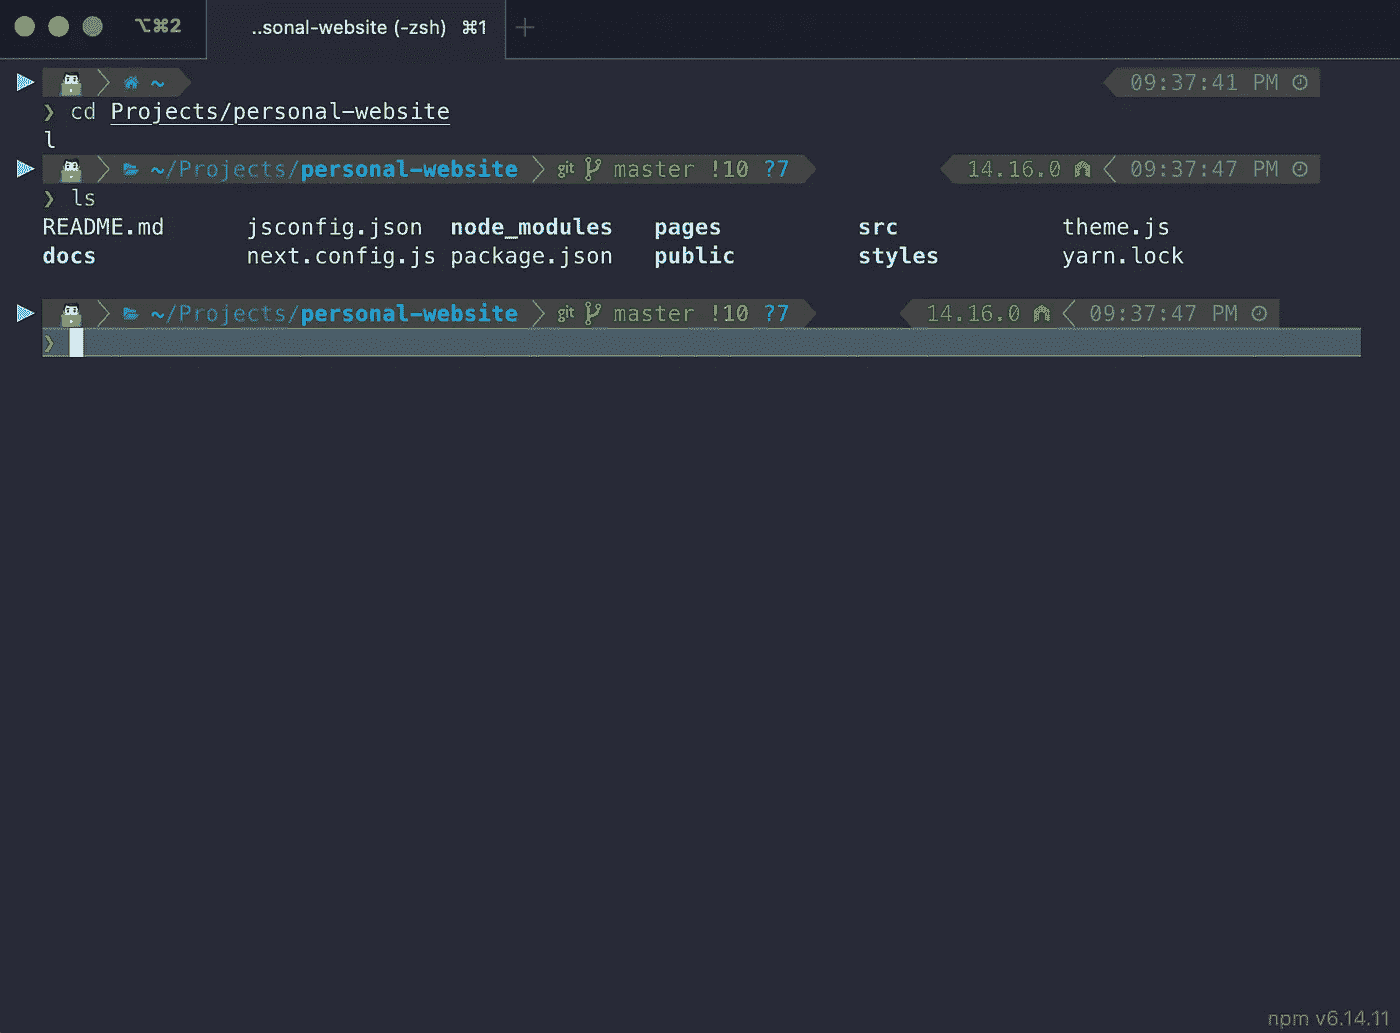 ⌥⌘2 ..sonal-website (-zsh) ⌘1 +
~ 09:37:41 PM
❯ cd Projects/personal-website
l
~/Projects/personal-website git master !10 ?7 14.16.0 09:37:47 PM
❯ ls
README.md jsconfig.json node_modules pages src theme.js
docs next.config.js package.json public styles yarn.lock
~/Projects/personal-website git master !10 ?7 14.16.0 09:37:47 PM
❯
npm v6.14.11